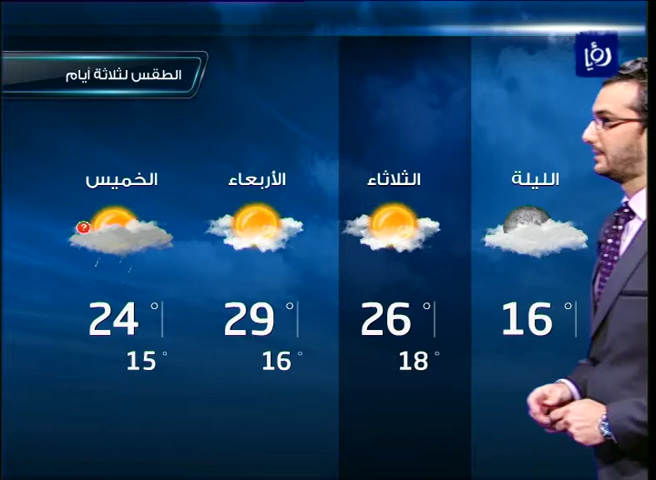 رؤيا
الطقس لثلاثة أيام
الليلة
الثلاثاء
الأربعاء
الخميس
16°
26°
29°
24°
18°
16°
15°
?